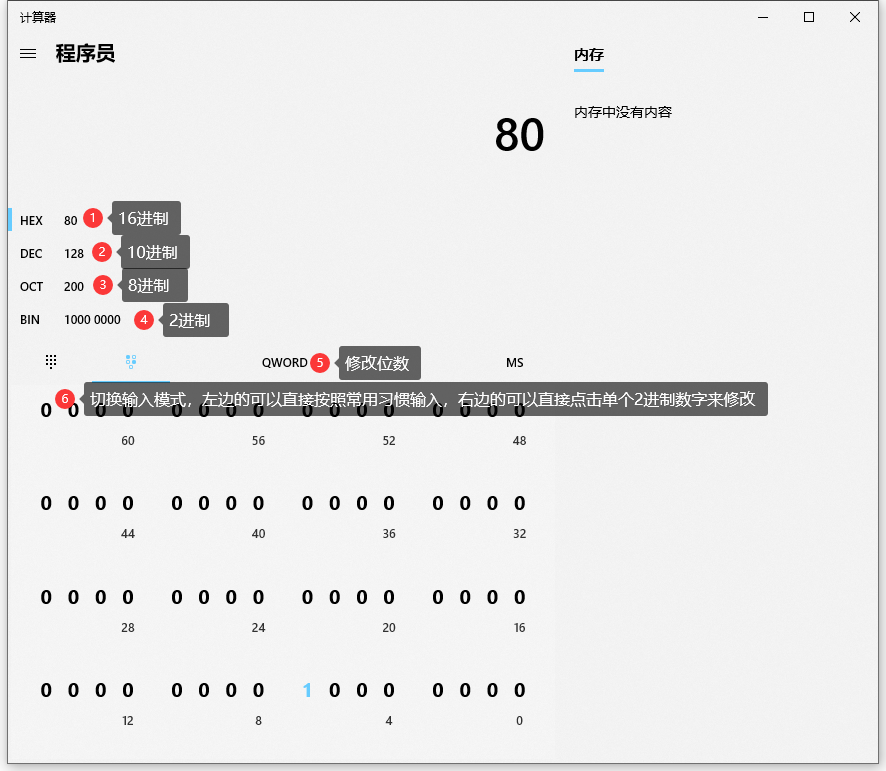 计算器
程序员
内存
内存中没有内容
80
HEX 80 1 16进制
DEC 128 2 10进制
OCT 200 3 8进制
BIN 1000 0000 4 2进制
QWORD 5 修改位数 MS
6 切换输入模式，左边的可以直接按照常用习惯输入，右边的可以直接点击单个2进制数字来修改
0 0 0 0 0 0 0 0 0 0 0 0 0 0 0 0
60 56 52 48
0 0 0 0 0 0 0 0 0 0 0 0 0 0 0 0
44 40 36 32
0 0 0 0 0 0 0 0 0 0 0 0 0 0 0 0
28 24 20 16
0 0 0 0 0 0 0 0 1 0 0 0 0 0 0 0
12 8 4 0